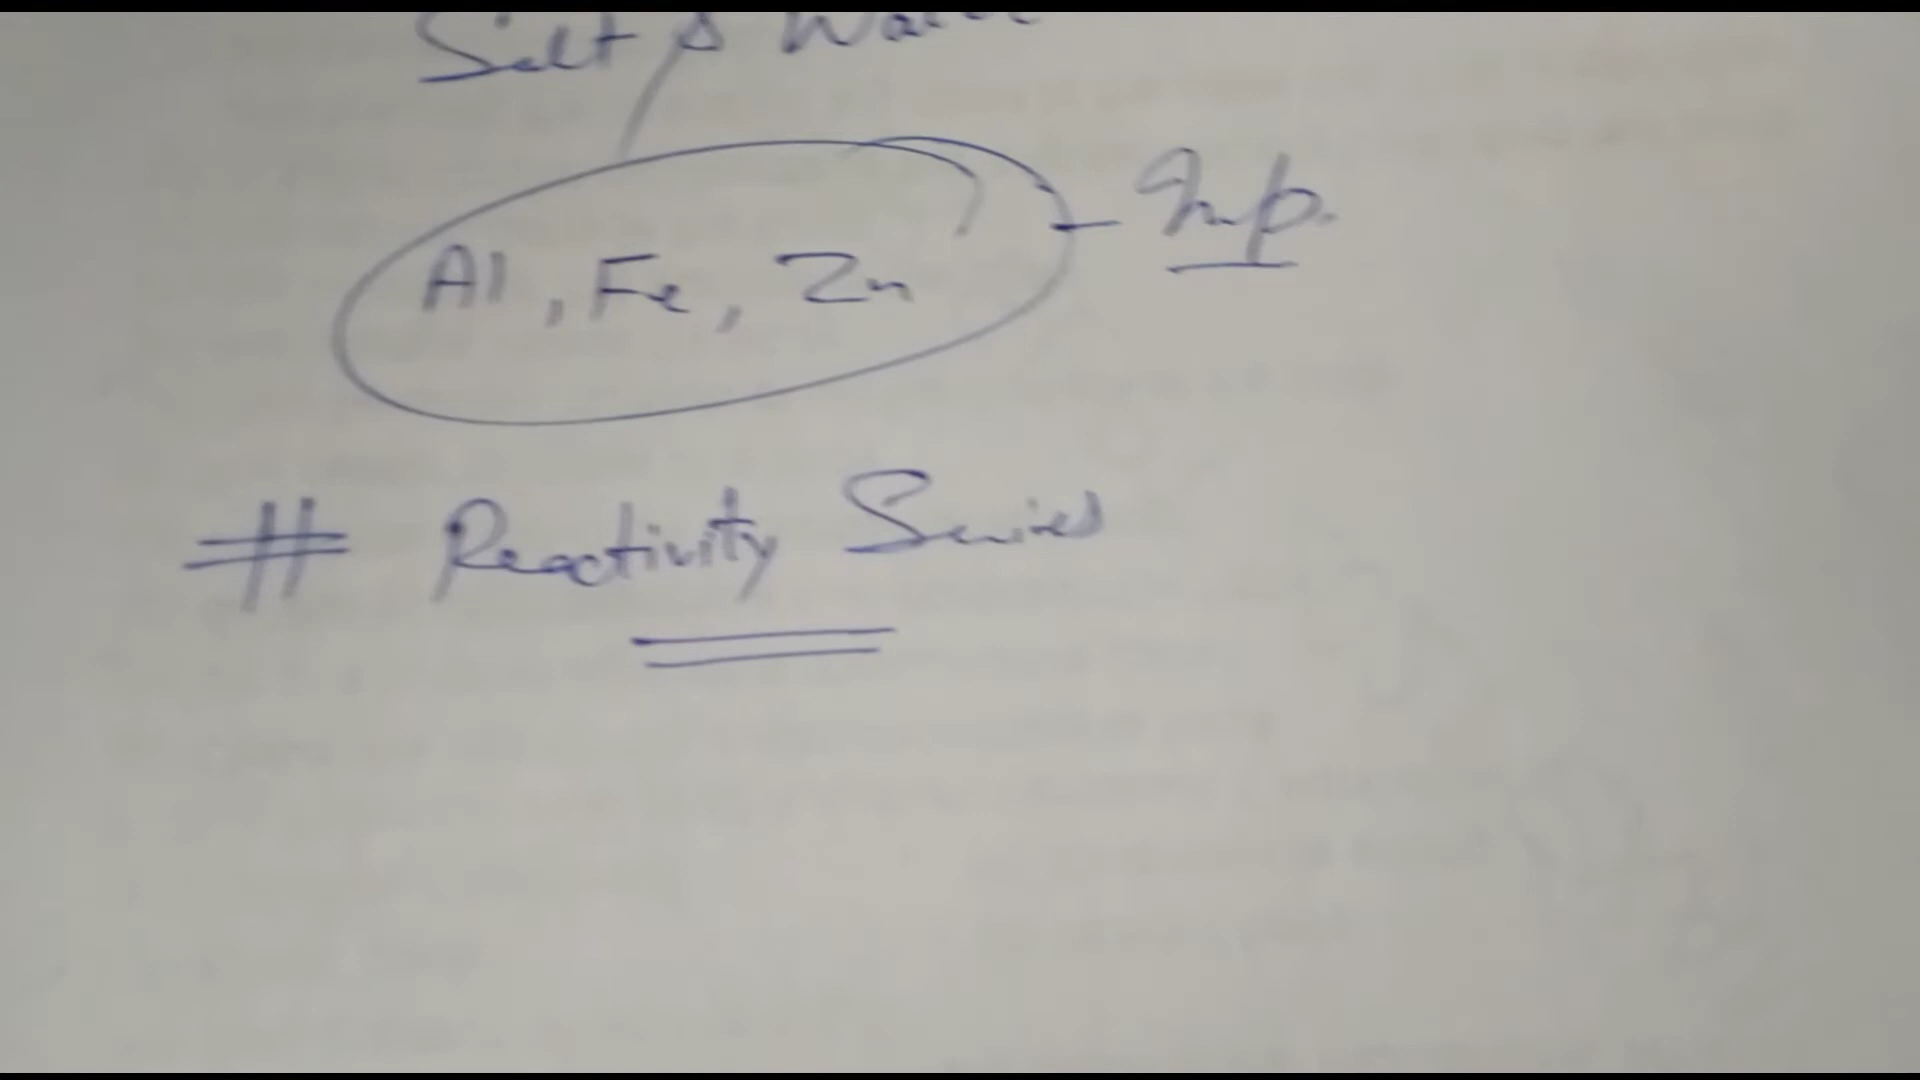 Salt & Water
Al, Fe, Zn - Imp.
# Reactivity Series